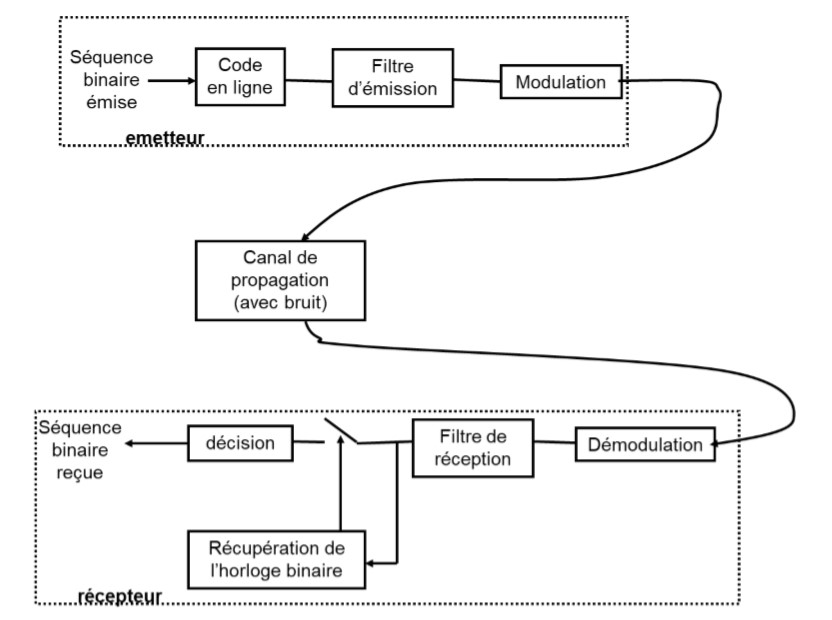 Séquence
binaire
émise
Code
en ligne
Filtre
d'émission
Modulation
emetteur
Canal de
propagation
(avec bruit)
Séquence
binaire
reçue
décision
Filtre de
réception
Démodulation
Récupération de
l'horloge binaire
récepteur